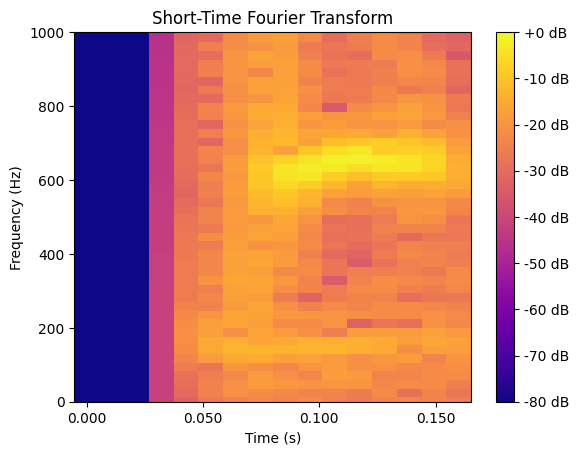 Short-Time Fourier Transform
1000
800
600
400
200
0
Frequency (Hz)
0.000
0.050
0.100
0.150
Time (s)
+0 dB
-10 dB
-20 dB
-30 dB
-40 dB
-50 dB
-60 dB
-70 dB
-80 dB